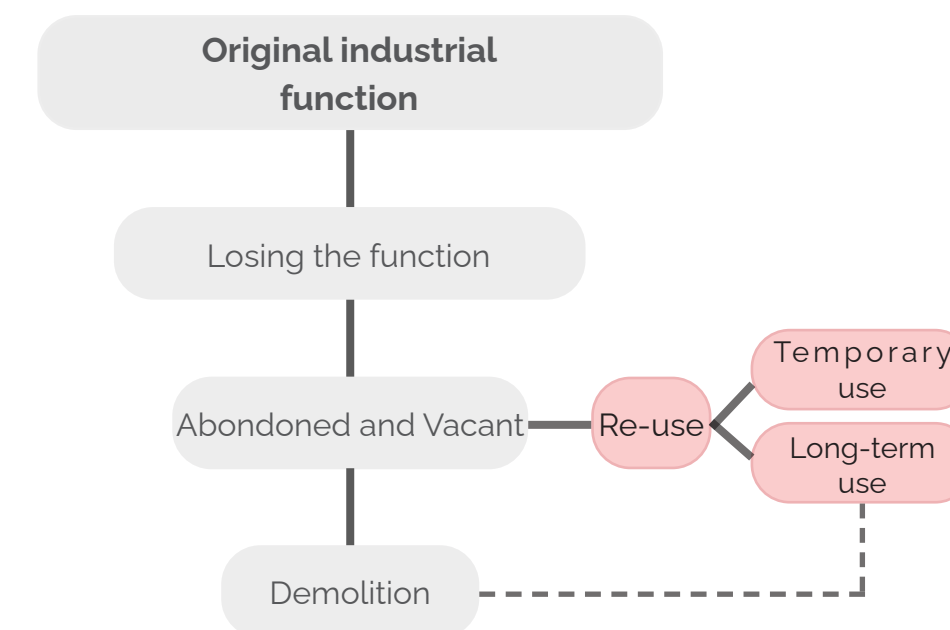 Original industrial
function
Losing the function
Abondoned and Vacant
Re-use
Temporary
use
Long-term
use
Demolition